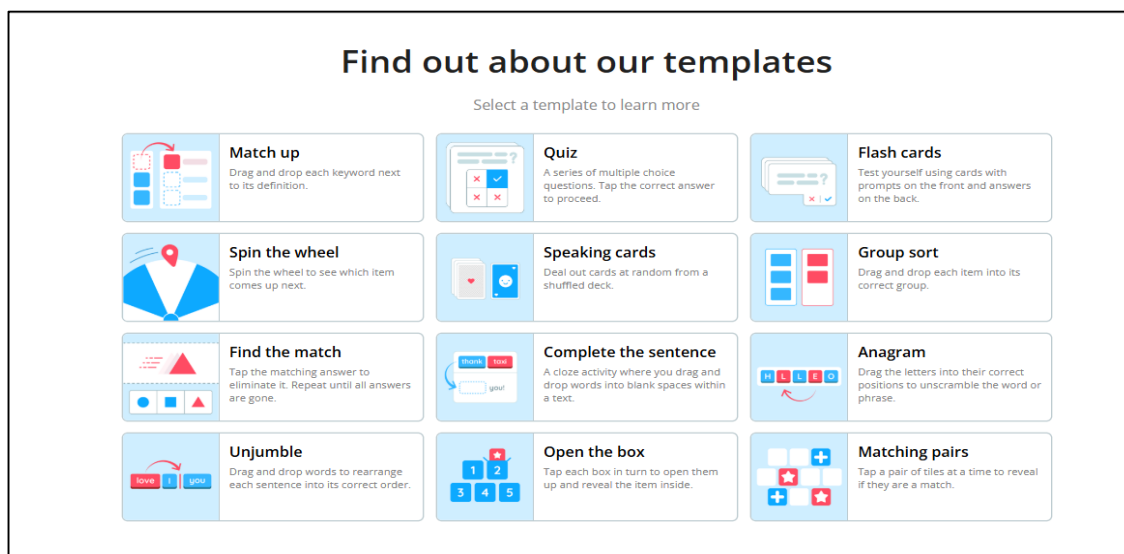 Find out about our templates
Select a template to learn more
Match up
Drag and drop each keyword next
to its definition.
Quiz
A series of multiple choice
questions. Tap the correct answer
to proceed.
?
Flash cards
Test yourself using cards with
prompts on the front and answers
on the back.
?
Spin the wheel
Spin the wheel to see which item
comes up next.
Speaking cards
Deal out cards at random from a
shuffled deck.
Group sort
Drag and drop each item into its
correct group.
Find the match
Tap the matching answer to
eliminate it. Repeat until all answers
are gone.
Complete the sentence
A cloze activity where you drag and
drop words into blank spaces within
a text.
thank taxi
you!
Anagram
Drag the letters into their correct
positions to unscramble the word or
phrase.
H L L E O
Unjumble
Drag and drop words to rearrange
each sentence into its correct order.
love I you
Open the box
Tap each box in turn to open them
up and reveal the item inside.
1 2
3 4 5
Matching pairs
Tap a pair of tiles at a time to reveal
if they are a match.